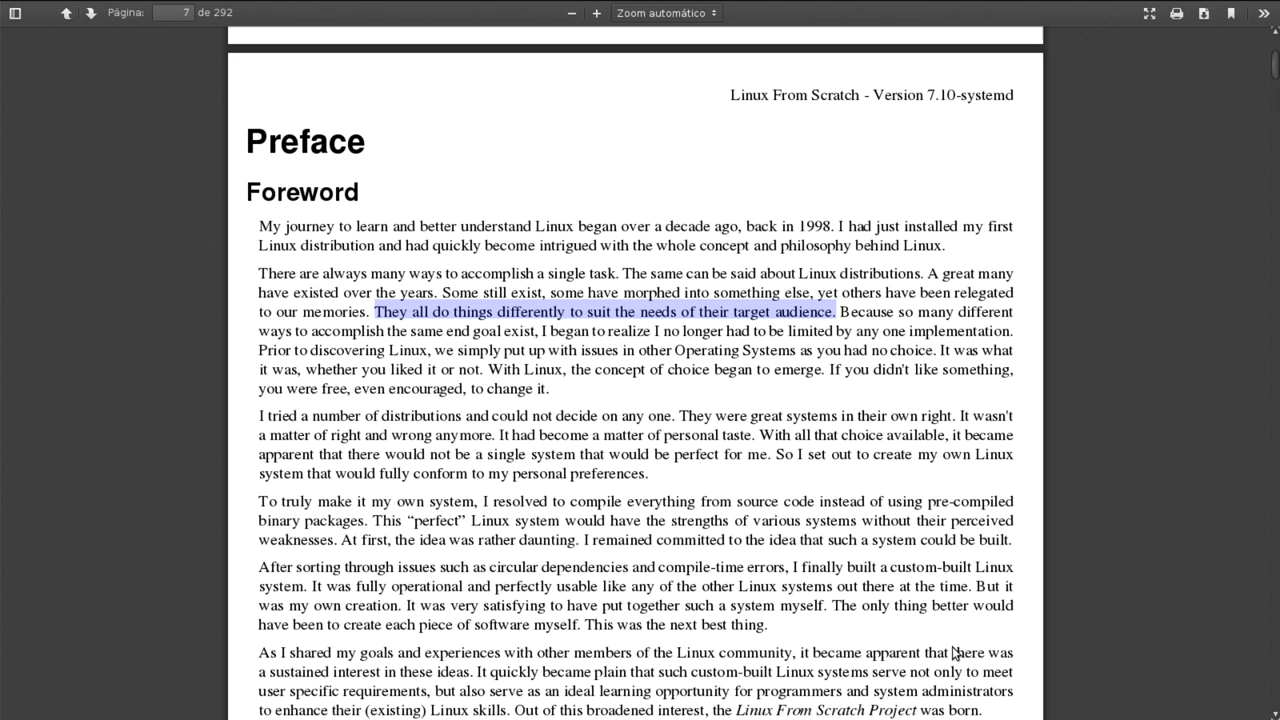 Página: 7 de 292 Zoom automático
Linux From Scratch - Version 7.10-systemd
Preface
Foreword
My journey to learn and better understand Linux began over a decade ago, back in 1998. I had just installed my first
Linux distribution and had quickly become intrigued with the whole concept and philosophy behind Linux.
There are always many ways to accomplish a single task. The same can be said about Linux distributions. A great many
have existed over the years. Some still exist, some have morphed into something else, yet others have been relegated
to our memories. They all do things differently to suit the needs of their target audience. Because so many different
ways to accomplish the same end goal exist, I began to realize I no longer had to be limited by any one implementation.
Prior to discovering Linux, we simply put up with issues in other Operating Systems as you had no choice. It was what
it was, whether you liked it or not. With Linux, the concept of choice began to emerge. If you didn't like something,
you were free, even encouraged, to change it.
I tried a number of distributions and could not decide on any one. They were great systems in their own right. It wasn't
a matter of right and wrong anymore. It had become a matter of personal taste. With all that choice available, it became
apparent that there would not be a single system that would be perfect for me. So I set out to create my own Linux
system that would fully conform to my personal preferences.
To truly make it my own system, I resolved to compile everything from source code instead of using pre-compiled
binary packages. This “perfect” Linux system would have the strengths of various systems without their perceived
weaknesses. At first, the idea was rather daunting. I remained committed to the idea that such a system could be built.
After sorting through issues such as circular dependencies and compile-time errors, I finally built a custom-built Linux
system. It was fully operational and perfectly usable like any of the other Linux systems out there at the time. But it
was my own creation. It was very satisfying to have put together such a system myself. The only thing better would
have been to create each piece of software myself. This was the next best thing.
As I shared my goals and experiences with other members of the Linux community, it became apparent that there was
a sustained interest in these ideas. It quickly became plain that such custom-built Linux systems serve not only to meet
user specific requirements, but also serve as an ideal learning opportunity for programmers and system administrators
to enhance their (existing) Linux skills. Out of this broadened interest, the Linux From Scratch Project was born.